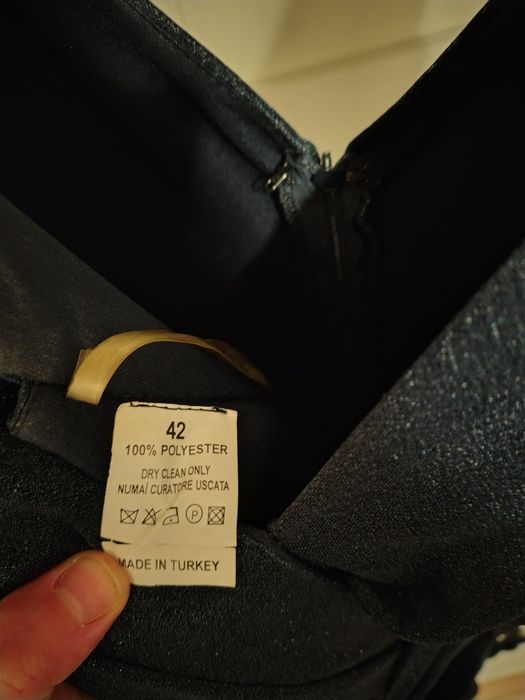 42
100% POLYESTER
DRY CLEAN ONLY
NUMAİ CURATORE USCATA
P
MADE IN TURKEY